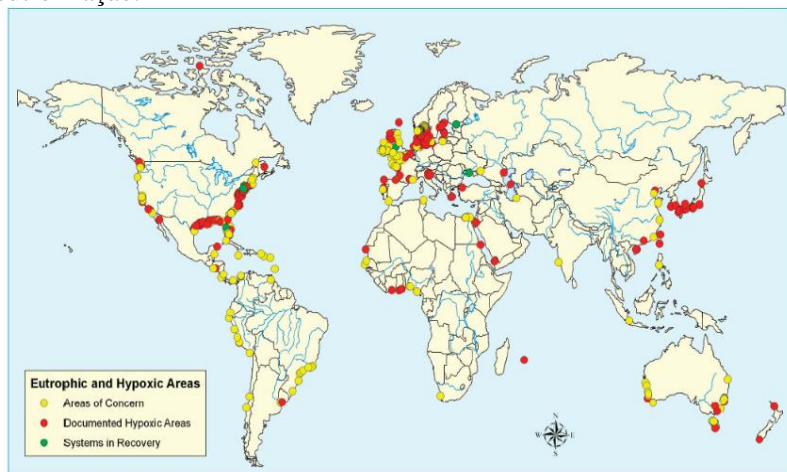 Eutrophic and Hypoxic Areas
Areas of Concern
Documented Hypoxic Areas
Systems in Recovery
N
W
E
S